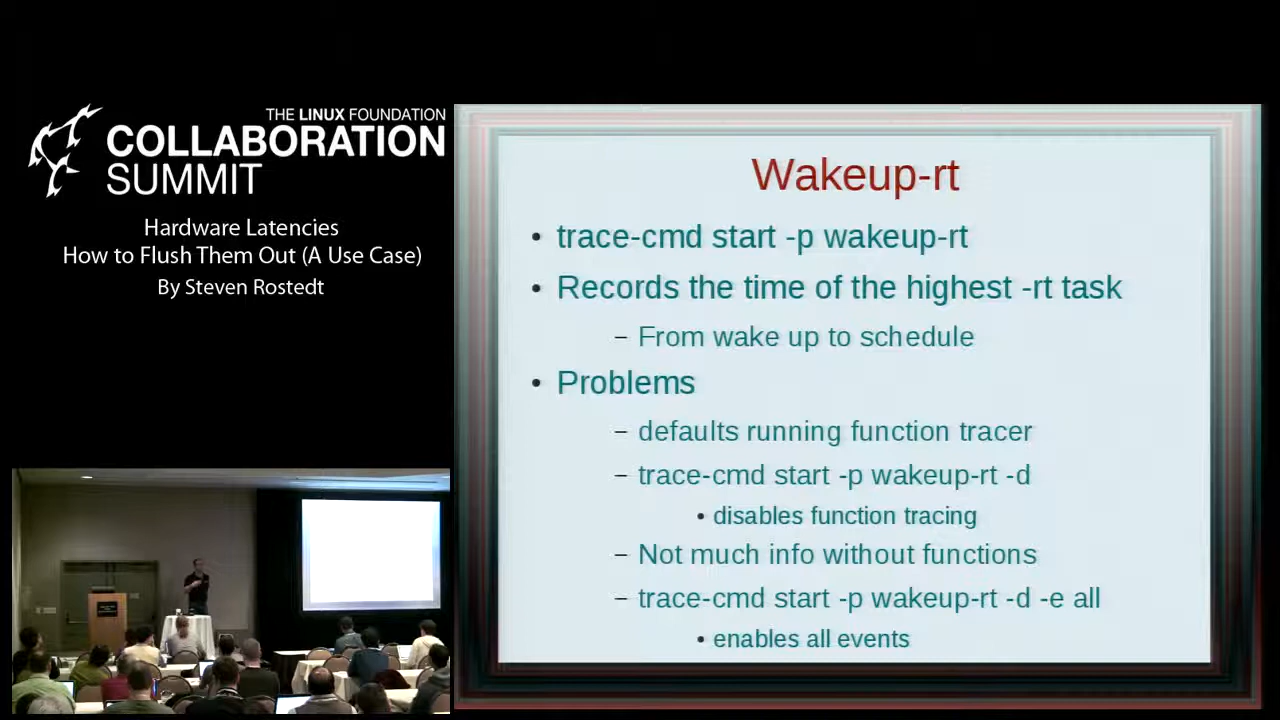 THE LINUX FOUNDATION
COLLABORATION
SUMMIT
Hardware Latencies
How to Flush Them Out (A Use Case)
By Steven Rostedt
Wakeup-rt
• trace-cmd start -p wakeup-rt
• Records the time of the highest -rt task
– From wake up to schedule
• Problems
– defaults running function tracer
– trace-cmd start -p wakeup-rt -d
• disables function tracing
– Not much info without functions
– trace-cmd start -p wakeup-rt -d -e all
• enables all events